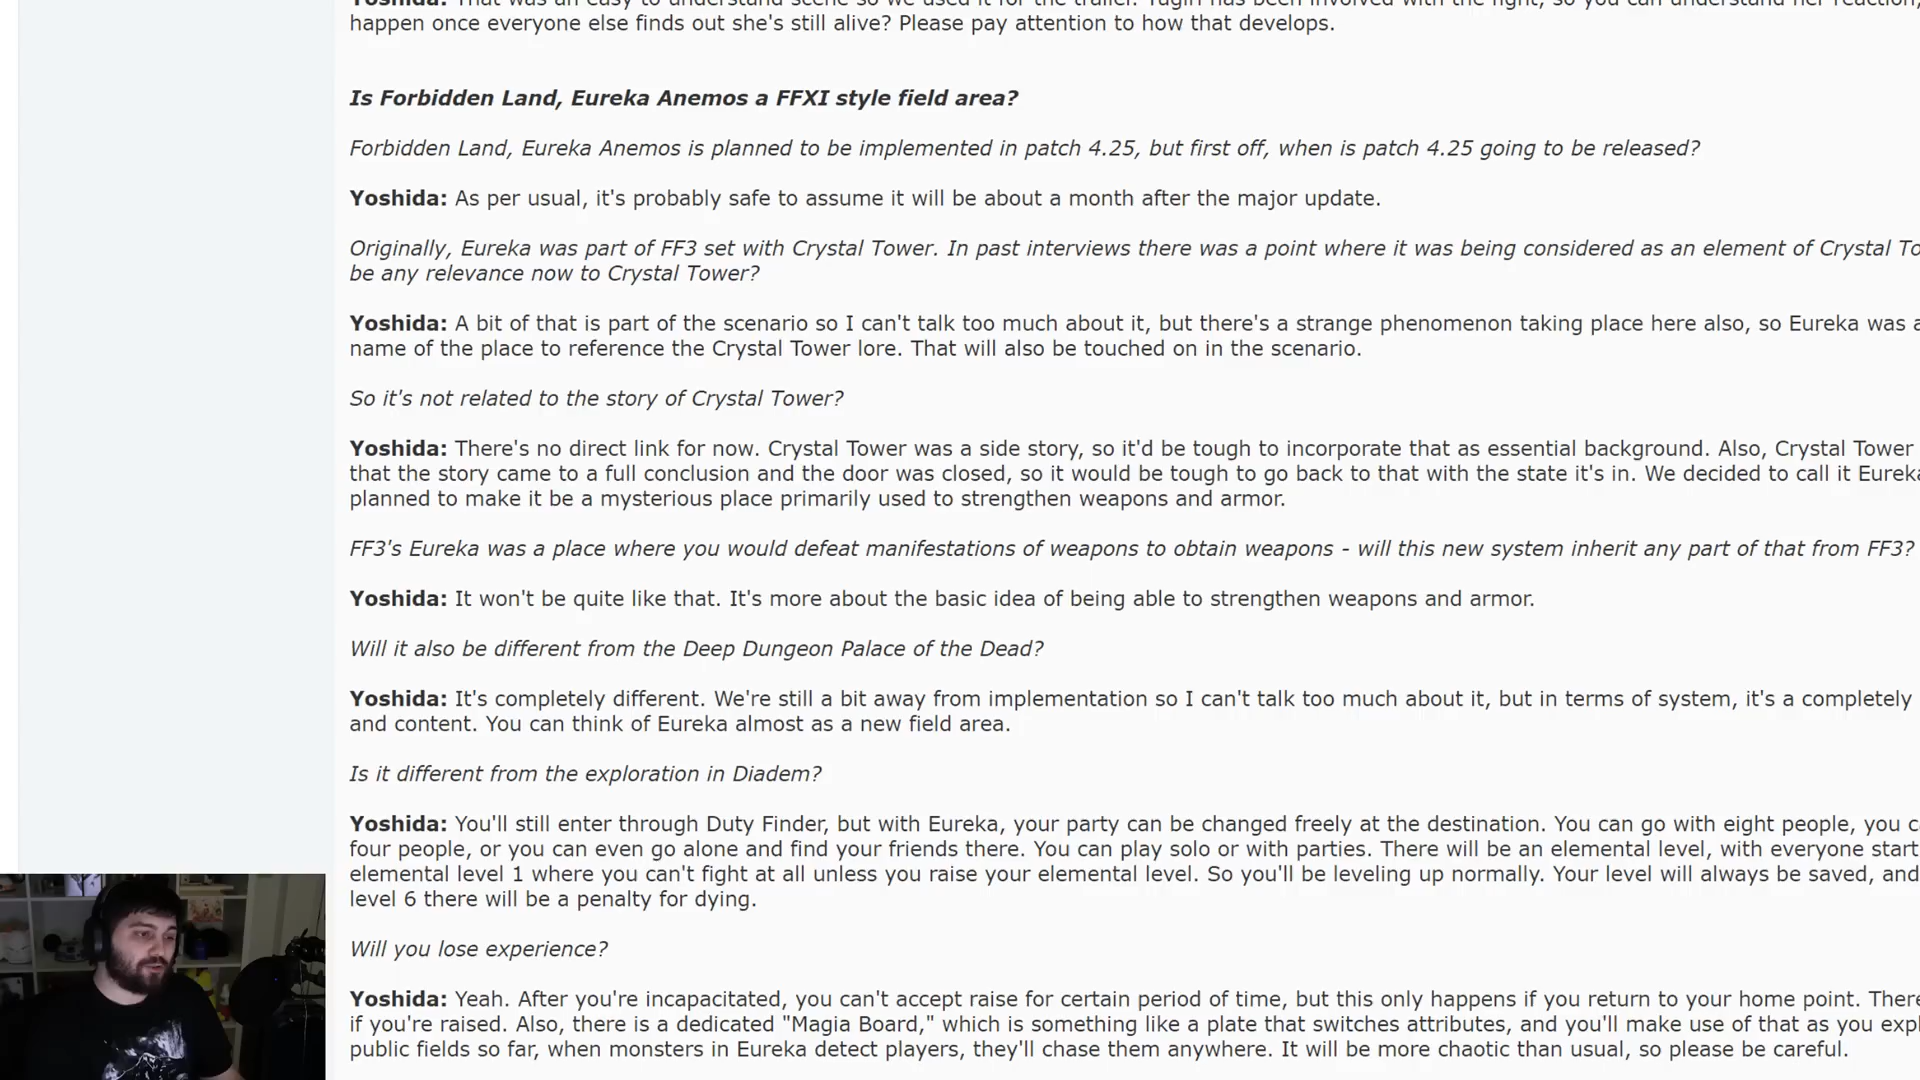 Yoshida: That was an easy to understand scene so we used it for the trailer. Yugiri has been involved with the fight, so you can understand her reaction,
happen once everyone else finds out she's still alive? Please pay attention to how that develops.
Is Forbidden Land, Eureka Anemos a FFXI style field area?
Forbidden Land, Eureka Anemos is planned to be implemented in patch 4.25, but first off, when is patch 4.25 going to be released?
Yoshida: As per usual, it's probably safe to assume it will be about a month after the major update.
Originally, Eureka was part of FF3 set with Crystal Tower. In past interviews there was a point where it was being considered as an element of Crystal To
be any relevance now to Crystal Tower?
Yoshida: A bit of that is part of the scenario so I can't talk too much about it, but there's a strange phenomenon taking place here also, so Eureka was a
name of the place to reference the Crystal Tower lore. That will also be touched on in the scenario.
So it's not related to the story of Crystal Tower?
Yoshida: There's no direct link for now. Crystal Tower was a side story, so it'd be tough to incorporate that as essential background. Also, Crystal Tower
that the story came to a full conclusion and the door was closed, so it would be tough to go back to that with the state it's in. We decided to call it Eureka
planned to make it be a mysterious place primarily used to strengthen weapons and armor.
FF3's Eureka was a place where you would defeat manifestations of weapons to obtain weapons - will this new system inherit any part of that from FF3?
Yoshida: It won't be quite like that. It's more about the basic idea of being able to strengthen weapons and armor.
Will it also be different from the Deep Dungeon Palace of the Dead?
Yoshida: It's completely different. We're still a bit away from implementation so I can't talk too much about it, but in terms of system, it's a completely
and content. You can think of Eureka almost as a new field area.
Is it different from the exploration in Diadem?
Yoshida: You'll still enter through Duty Finder, but with Eureka, your party can be changed freely at the destination. You can go with eight people, you c
four people, or you can even go alone and find your friends there. You can play solo or with parties. There will be an elemental level, with everyone start
elemental level 1 where you can't fight at all unless you raise your elemental level. So you'll be leveling up normally. Your level will always be saved, and
level 6 there will be a penalty for dying.
Will you lose experience?
Yoshida: Yeah. After you're incapacitated, you can't accept raise for certain period of time, but this only happens if you return to your home point. There
if you're raised. Also, there is a dedicated "Magia Board," which is something like a plate that switches attributes, and you'll make use of that as you expl
public fields so far, when monsters in Eureka detect players, they'll chase them anywhere. It will be more chaotic than usual, so please be careful.